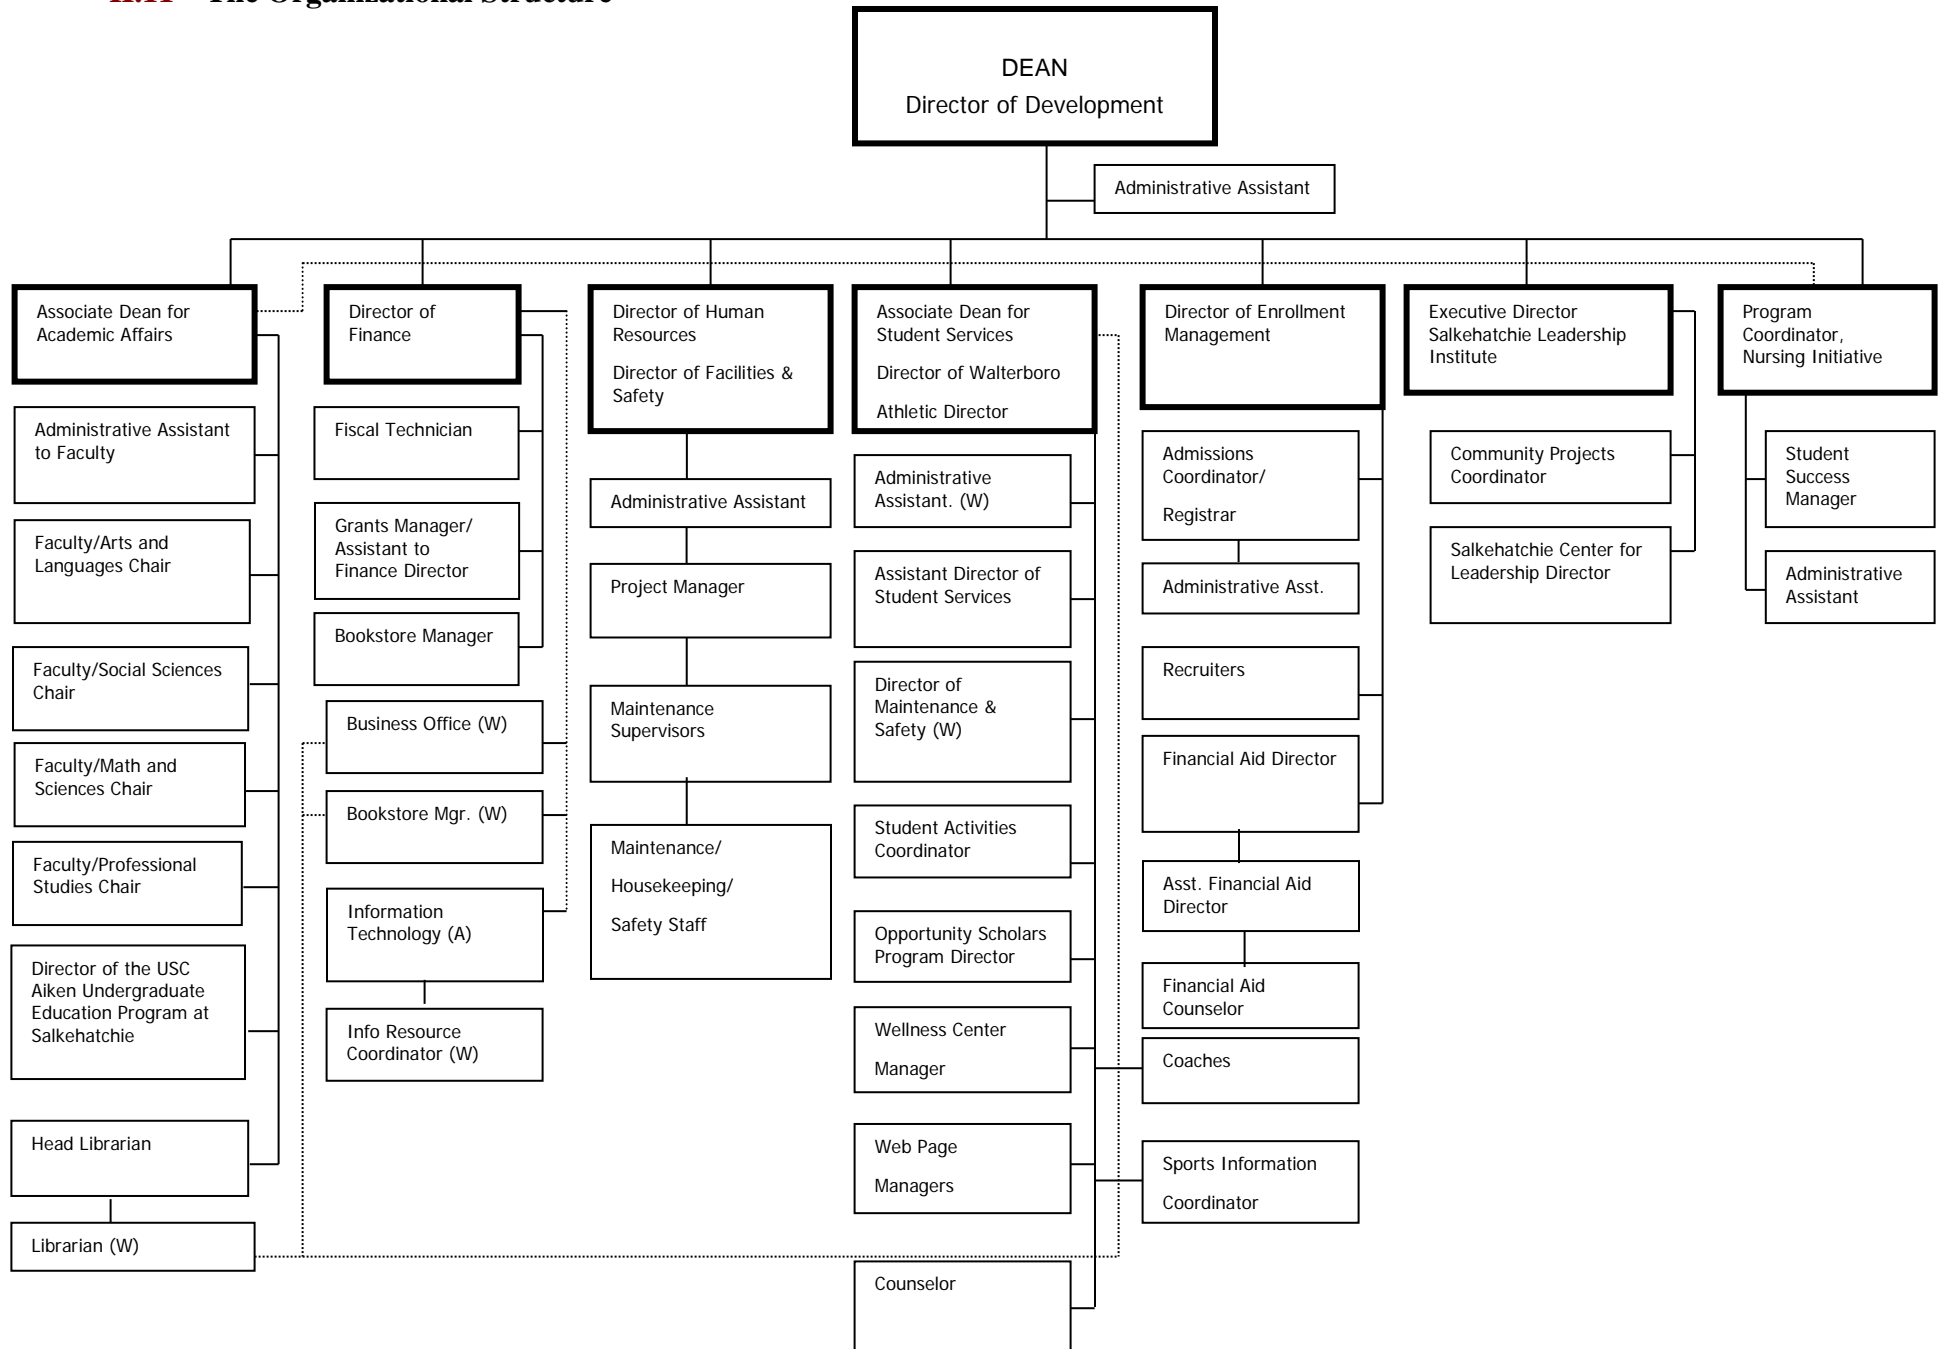 The Organizational Structure
DEAN
Director of Development
Administrative Assistant
Associate Dean for
Academic Affairs
Director of
Finance
Director of Human
Resources
Director of Facilities &
Safety
Associate Dean for
Student Services
Director of Walterboro
Athletic Director
Director of Enrollment
Management
Executive Director
Salkehatchie Leadership
Institute
Program
Coordinator,
Nursing Initiative
Administrative Assistant
to Faculty
Faculty/Arts and
Languages Chair
Faculty/Social Sciences
Chair
Faculty/Math and
Sciences Chair
Faculty/Professional
Studies Chair
Director of the USC
Aiken Undergraduate
Education Program at
Salkehatchie
Head Librarian
Librarian (W)
Fiscal Technician
Grants Manager/
Assistant to
Finance Director
Bookstore Manager
Business Office (W)
Bookstore Mgr. (W)
Information
Technology (A)
Info Resource
Coordinator (W)
Administrative Assistant
Project Manager
Maintenance
Supervisors
Maintenance/
Housekeeping/
Safety Staff
Administrative
Assistant. (W)
Assistant Director of
Student Services
Director of
Maintenance &
Safety (W)
Student Activities
Coordinator
Opportunity Scholars
Program Director
Wellness Center
Manager
Web Page
Managers
Counselor
Admissions
Coordinator/
Registrar
Administrative Asst.
Recruiters
Financial Aid Director
Asst. Financial Aid
Director
Financial Aid
Counselor
Coaches
Sports Information
Coordinator
Community Projects
Coordinator
Salkehatchie Center for
Leadership Director
Student
Success
Manager
Administrative
Assistant